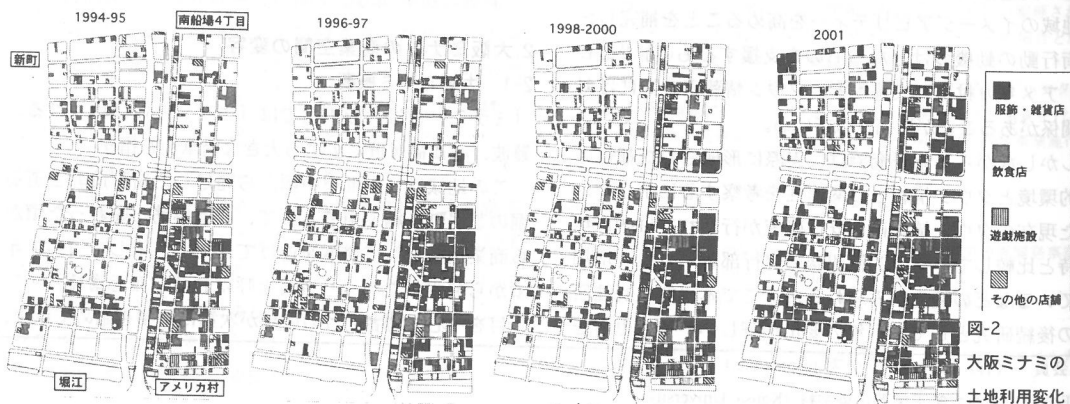 1994-95
南船場4丁目
新町
堀江
アメリカ村
1996-97
1998-2000
2001
服飾・雑貨店
飲食店
遊戯施設
その他の店舗
図-2
大阪ミナミの
土地利用変化